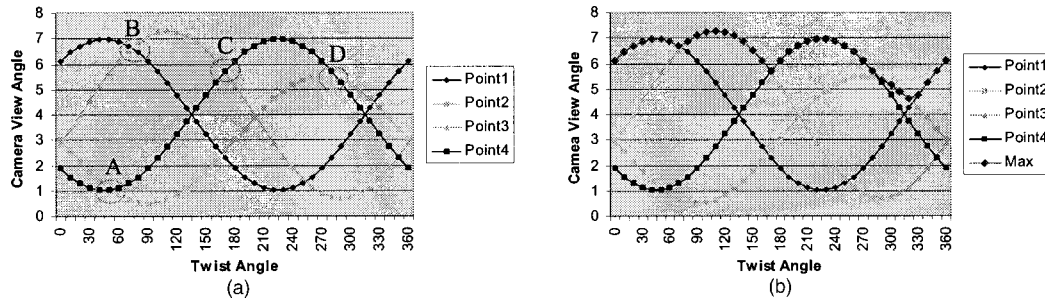 8
7
6
5
4
3
2
1
0
Camera View Angle
B
C
D
A
0 30 60 90 120 150 180 210 240 270 300 330 360
Twist Angle
Point1
Point2
Point3
Point4
(a)
8
7
6
5
4
3
2
1
0
Camea View Angle
0 30 60 90 120 150 180 210 240 270 300 330 360
Twist Angle
Point1
Point2
Point3
Point4
Max
(b)